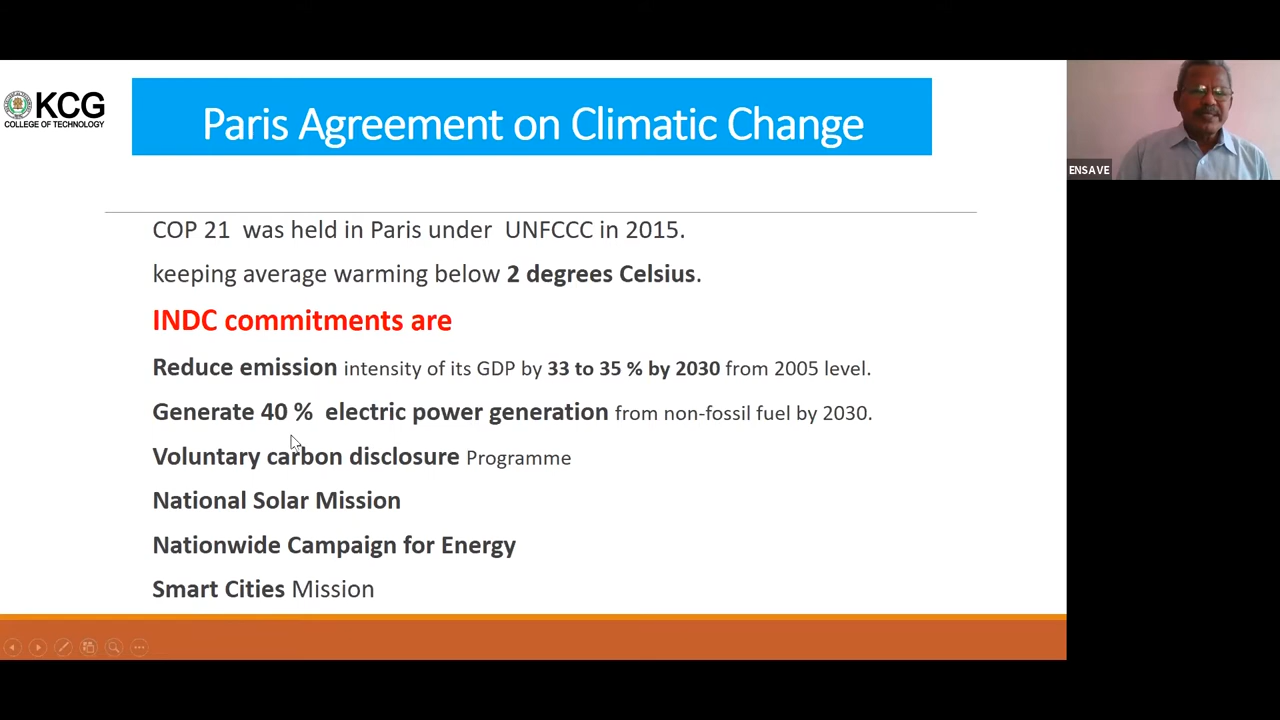 KCG
COLLEGE OF TECHNOLOGY
Paris Agreement on Climatic Change
ENSAVE
COP 21 was held in Paris under UNFCCC in 2015.
keeping average warming below 2 degrees Celsius.
INDC commitments are
Reduce emission intensity of its GDP by 33 to 35 % by 2030 from 2005 level.
Generate 40 % electric power generation from non-fossil fuel by 2030.
Voluntary carbon disclosure Programme
National Solar Mission
Nationwide Campaign for Energy
Smart Cities Mission